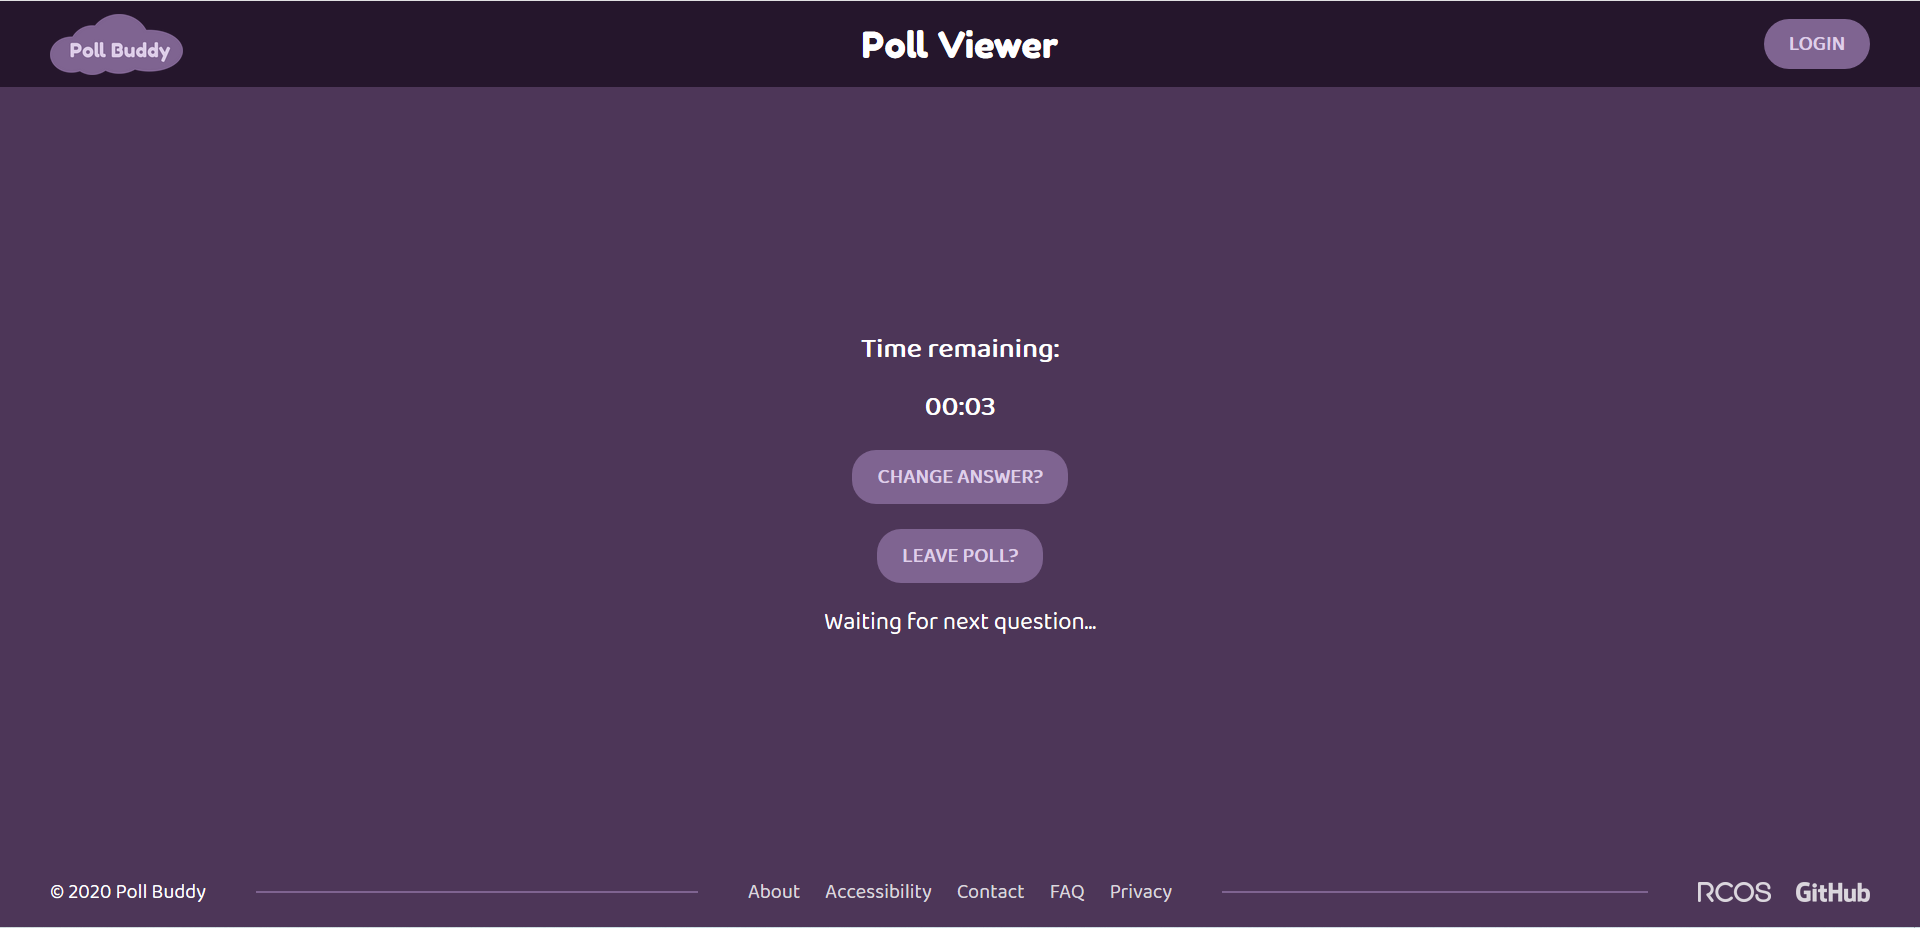 Poll Buddy
Poll Viewer
LOGIN
Time remaining:
00:03
CHANGE ANSWER?
LEAVE POLL?
Waiting for next question...
© 2020 Poll Buddy
About Accessibility Contact FAQ Privacy
RCOS GitHub